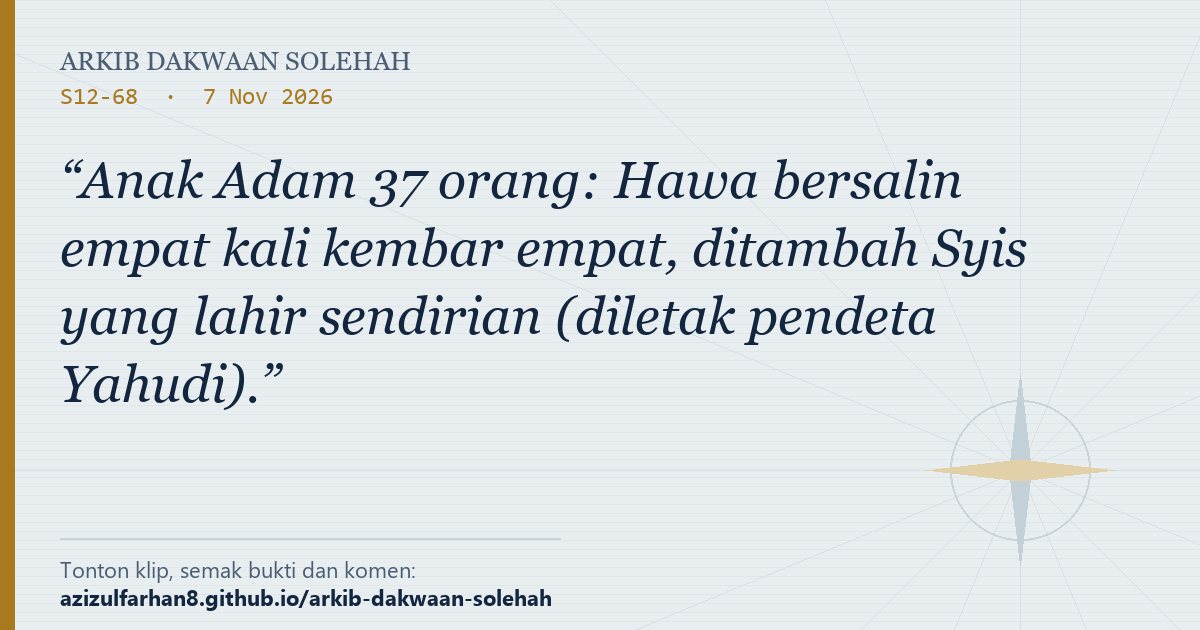 ARKIB DAKWAAN SOLEHAH
S12-68 · 7 Nov 2026
“Anak Adam 37 orang: Hawa bersalin
empat kali kembar empat, ditambah Syis
yang lahir sendirian (diletak pendeta
Yahudi).”
Tonton klip, semak bukti dan komen:
azizulfarhan8.github.io/arkib-dakwaan-solehah